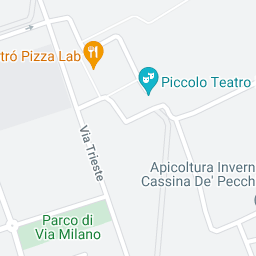 tró Pizza Lab
Piccolo Teatro
Via Trieste
Apicoltura Invern
Cassina De' Pecch
Parco di
Via Milano